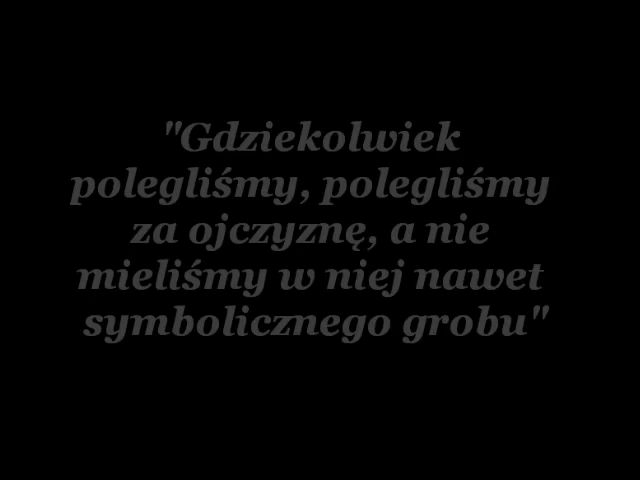 "Gdziekolwiek
polegliśmy, polegliśmy
za ojczyznę, a nie
mieliśmy w niej nawet
symbolicznego grobu"